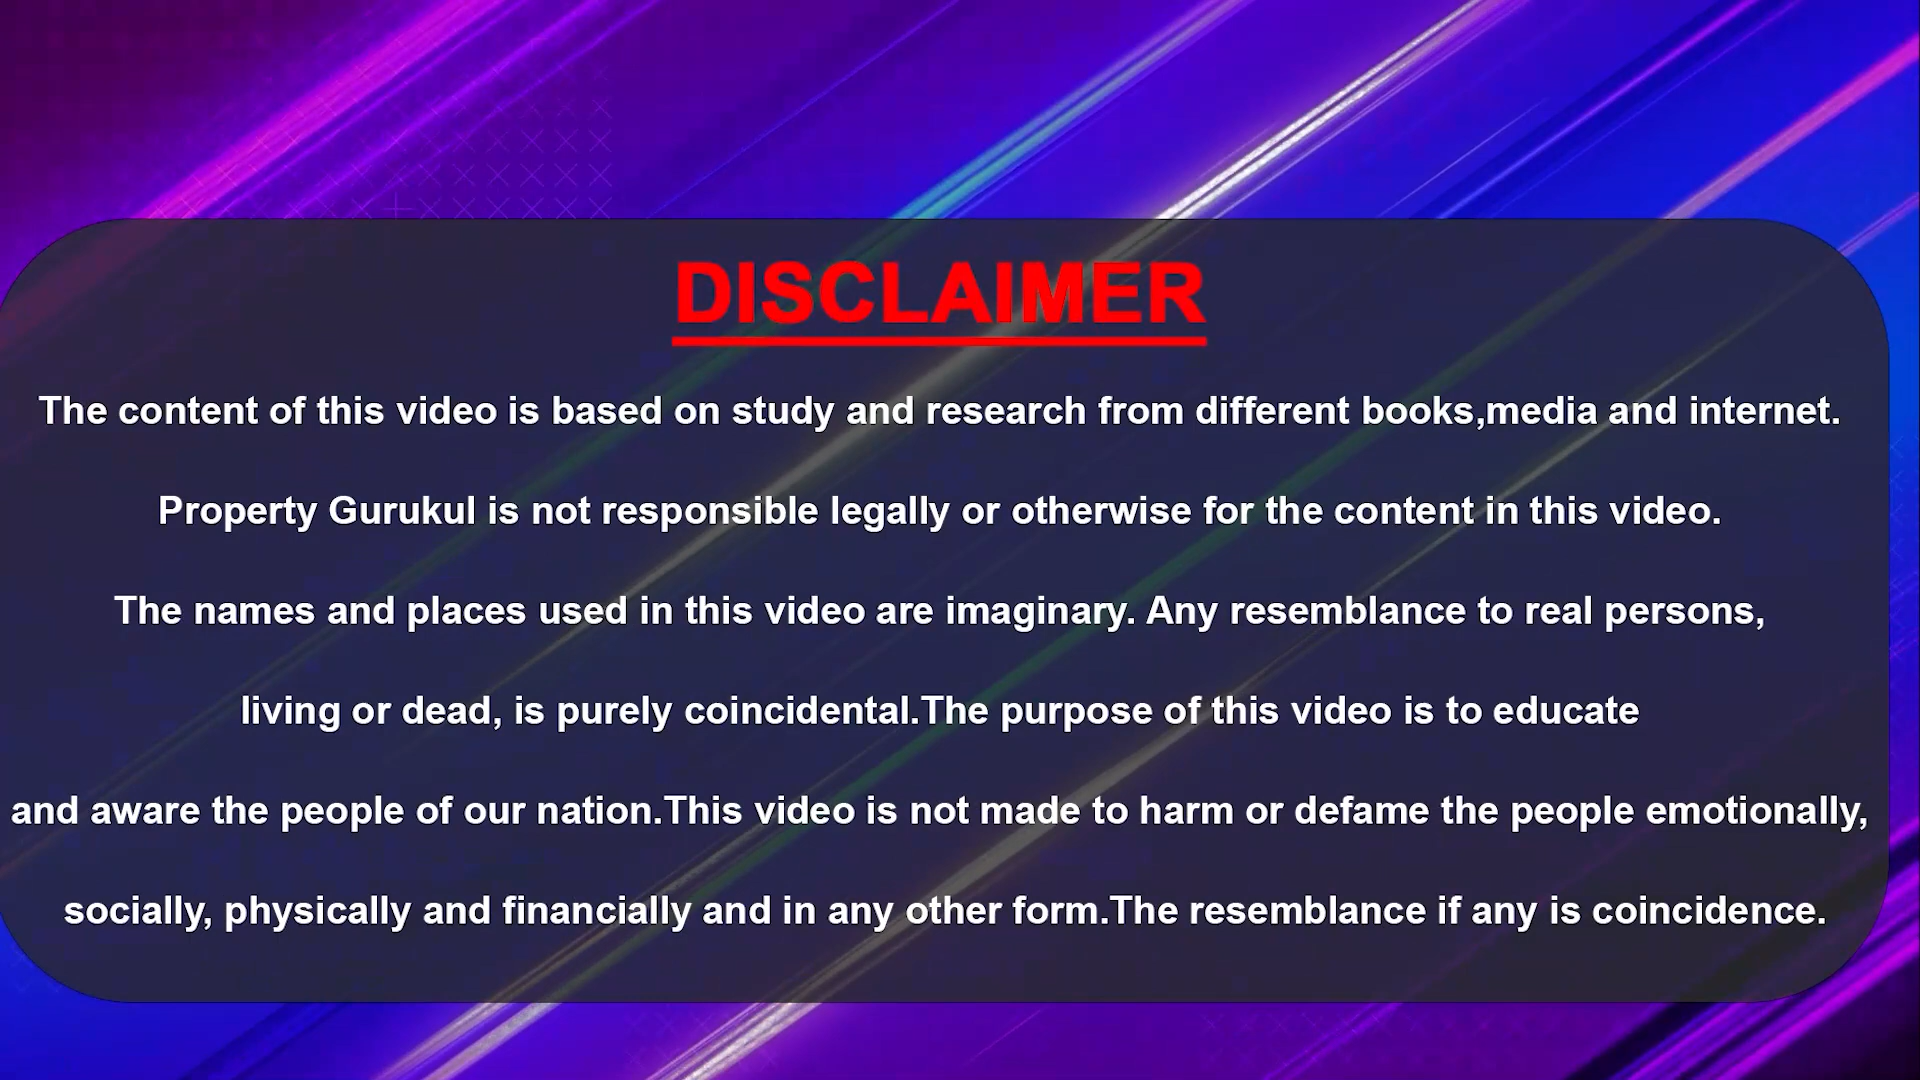 DISCLAIMER
The content of this video is based on study and research from different books,media and internet.
Property Gurukul is not responsible legally or otherwise for the content in this video.
The names and places used in this video are imaginary. Any resemblance to real persons,
living or dead, is purely coincidental.The purpose of this video is to educate
and aware the people of our nation.This video is not made to harm or defame the people emotionally,
socially, physically and financially and in any other form.The resemblance if any is coincidence.